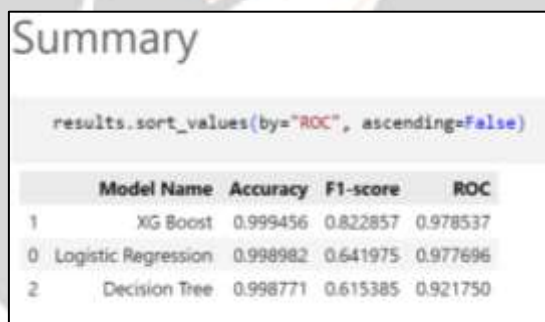 Summary
results.sort_values(by="ROC", ascending=False)
Model Name Accuracy F1-score ROC
1 XG Boost 0.999456 0.822857 0.978537
0 Logistic Regression 0.998982 0.641975 0.977696
2 Decision Tree 0.998771 0.615385 0.921750